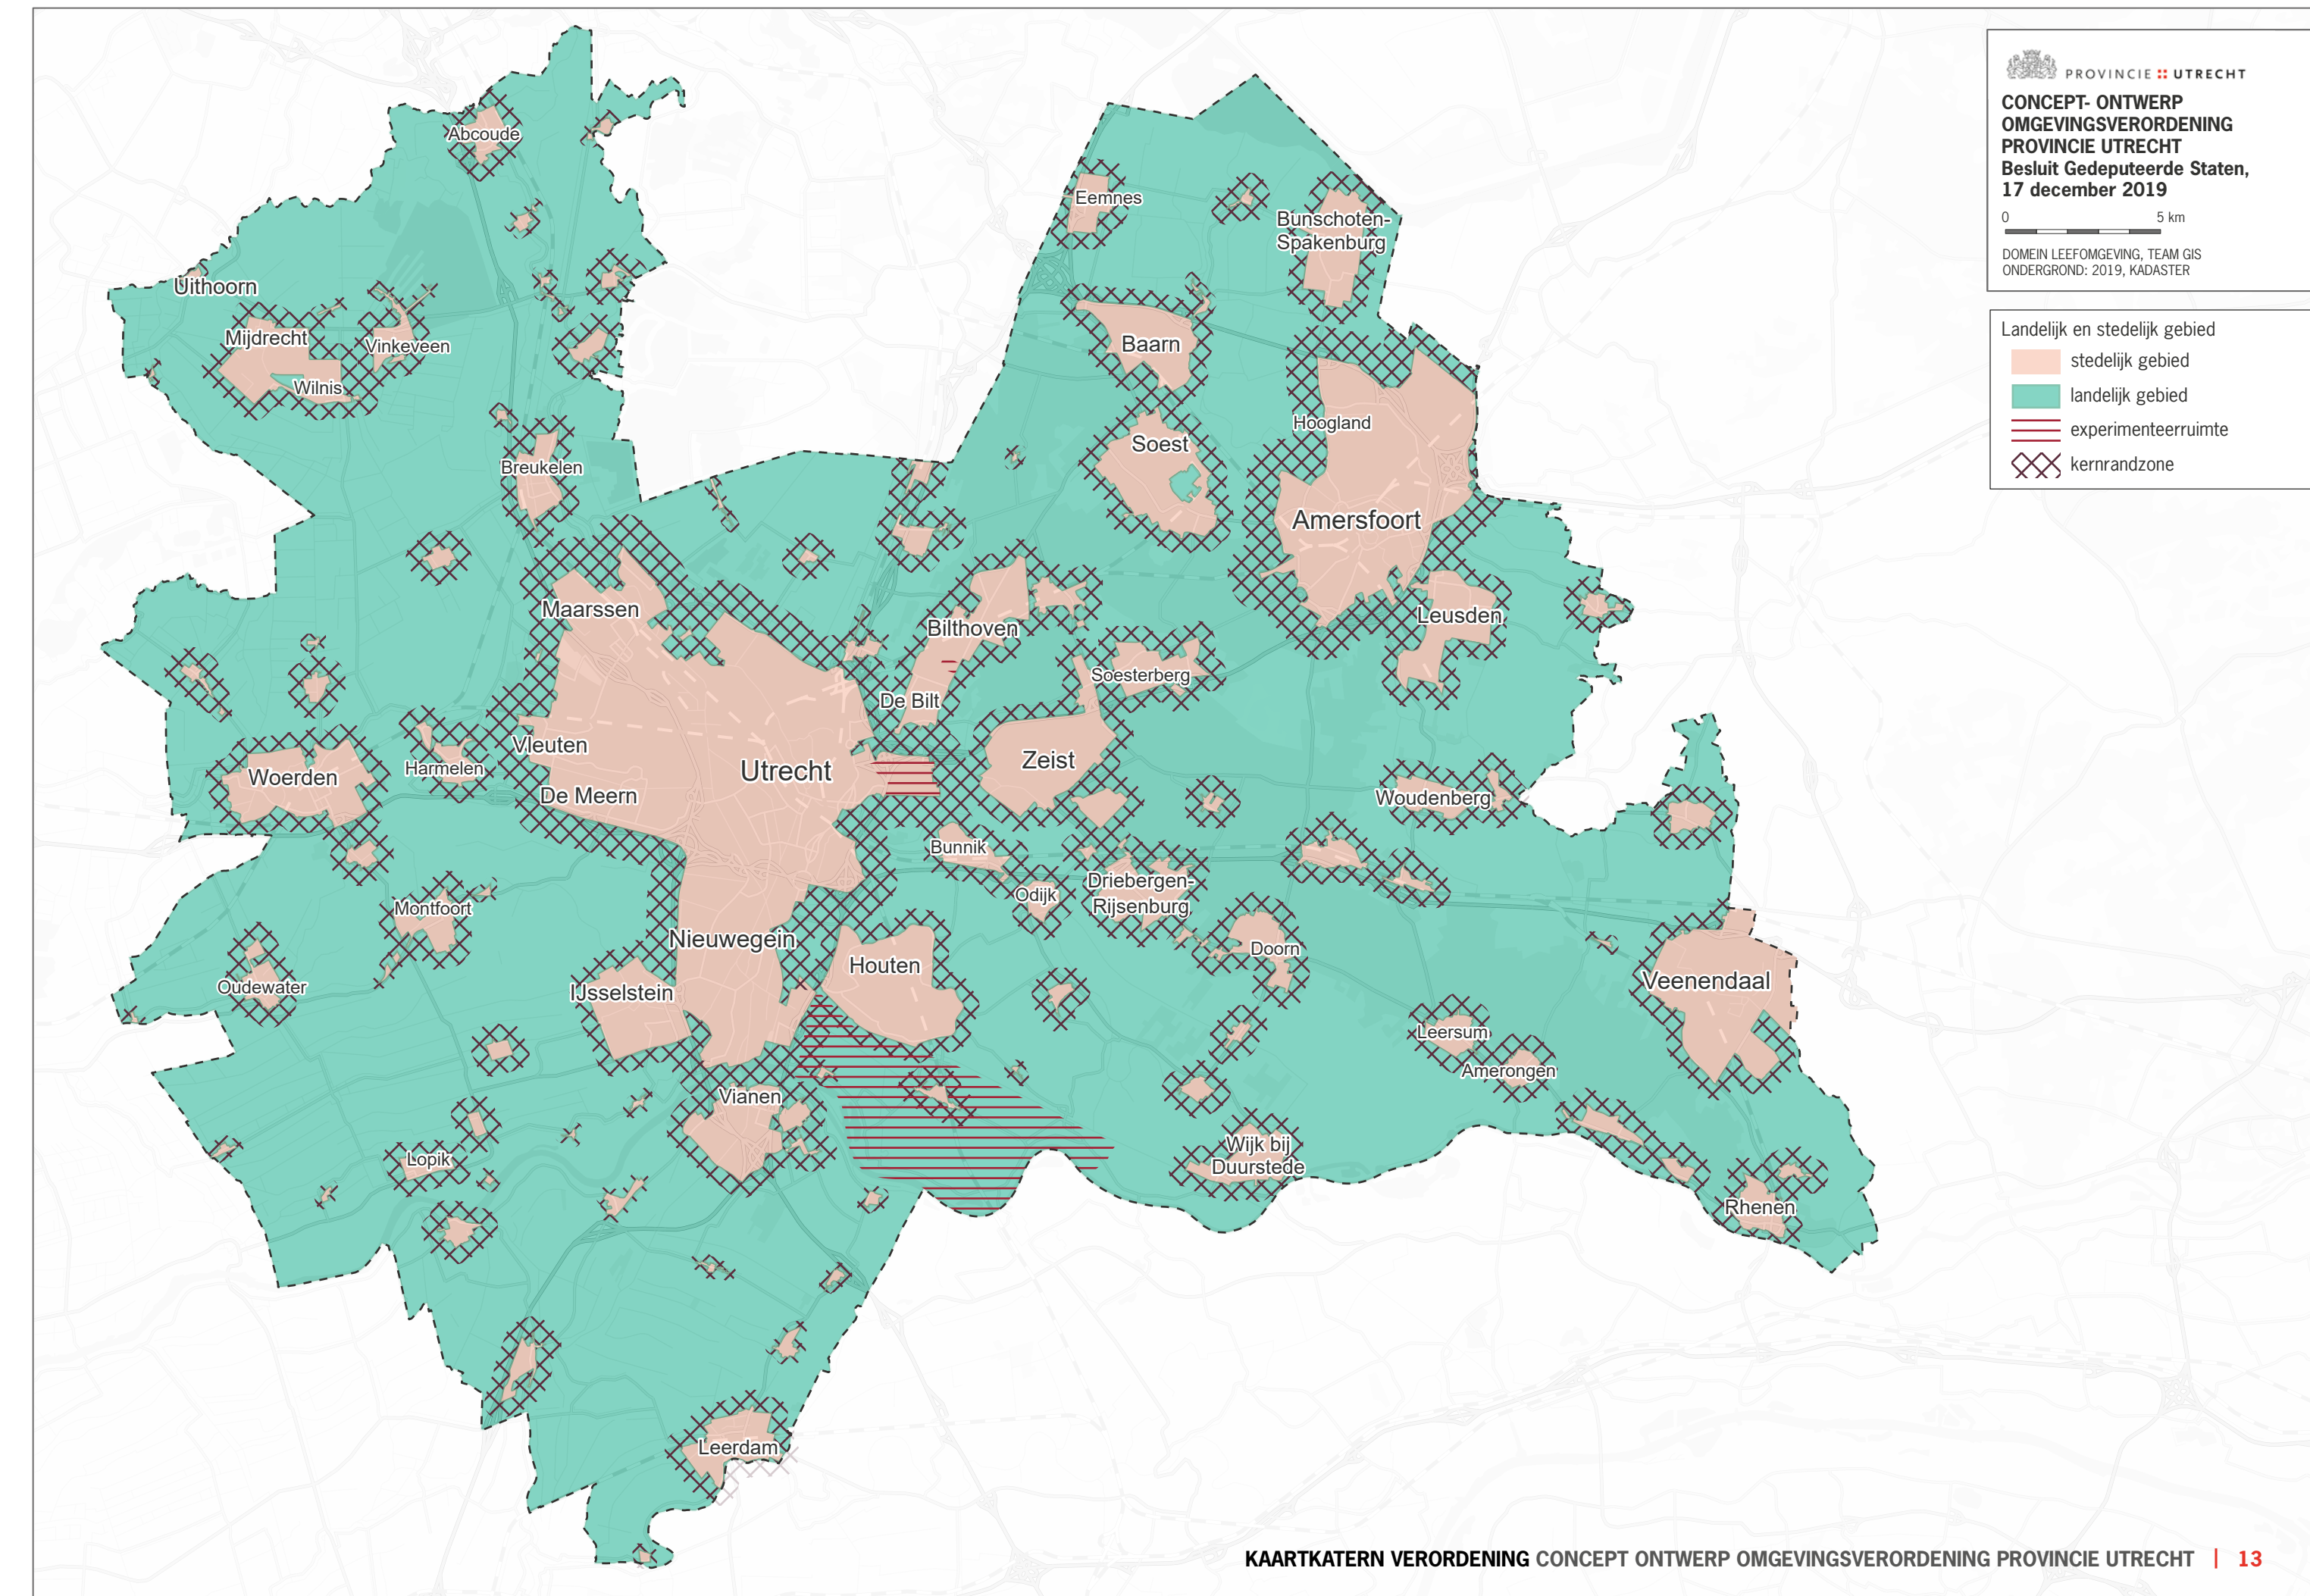 PROVINCIE :: UTRECHT
CONCEPT- ONTWERP
OMGEVINGSVERORDENING
PROVINCIE UTRECHT
Besluit Gedeputeerde Staten,
17 december 2019
0 5 km
DOMEIN LEEFOMGEVING, TEAM GIS
ONDERGROND: 2019, KADASTER
Landelijk en stedelijk gebied
stedelijk gebied
landelijk gebied
experimenteerruimte
kernrandzone
Abcoude
Eemnes
Bunschoten-
Spakenburg
Uithoorn
Mijdrecht
Vinkeveen
Wilnis
Baarn
Hoogland
Soest
Breukelen
Amersfoort
Maarssen
Bilthoven
Leusden
Soesterberg
De Bilt
Vleuten
Zeist
Utrecht
Harmelen
Woerden
De Meern
Woudenberg
Bunnik
Driebergen-
Rijsenburg
Odijk
Montfoort
Nieuwegein
Doorn
Houten
Veenendaal
Oudewater
IJsselstein
Leersum
Amerongen
Vianen
Wijk bij
Duurstede
Lopik
Rhenen
Leerdam
KAARTKATERN VERORDENING CONCEPT ONTWERP OMGEVINGSVERORDENING PROVINCIE UTRECHT | 13